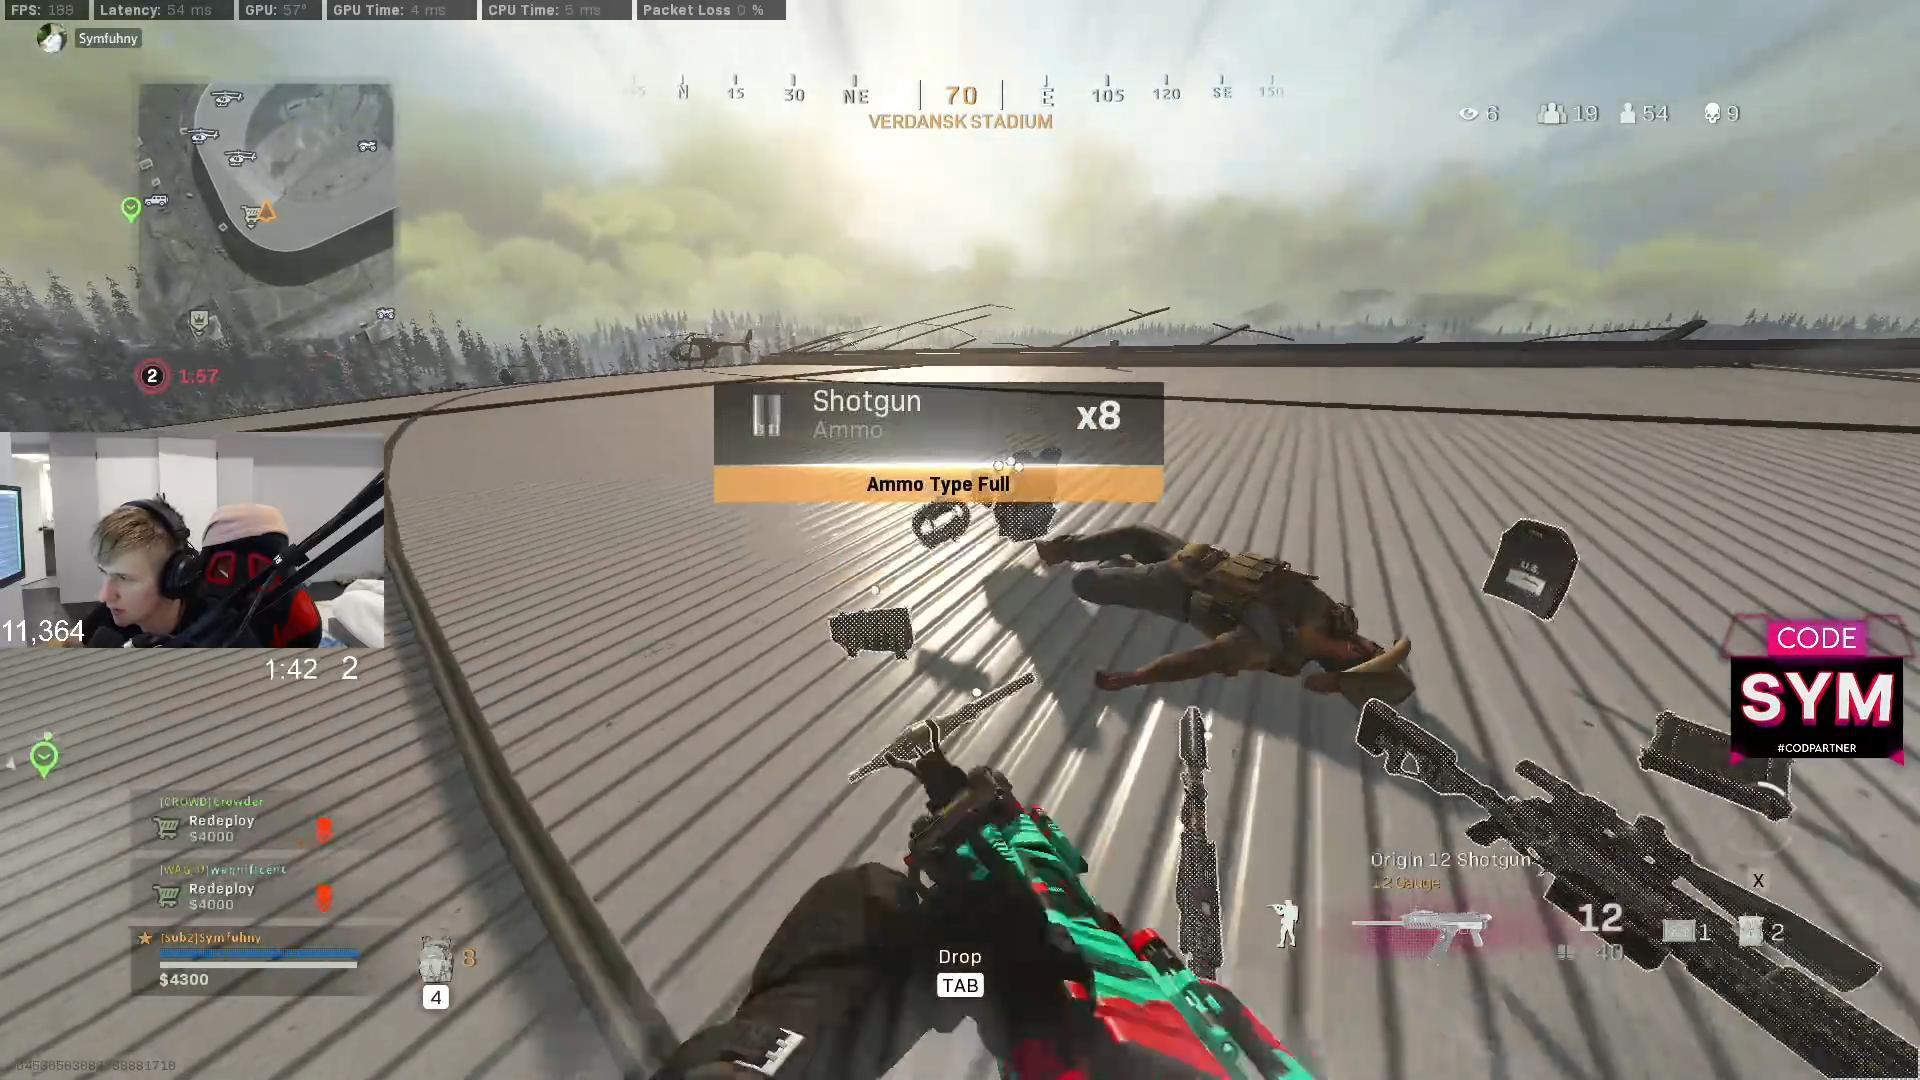 FPS: 188 Latency: 54 ms GPU: 57° GPU Time: 4 ms CPU Time: 5 ms Packet Loss 0 %
Symfuhny
N 15 30 NE 70 E 105 120 SE 150
VERDANSK STADIUM
6 19 54 9
2 1:57
Shotgun
Ammo
x8
Ammo Type Full
U.S.
11,364
1:42 2
CODE
SYM
#CODPARTNER
[CROWD]Crowder
Redeploy
$4000
Redeploy
$4000
[Sub2]Symfuhny
$4300
8
4
Drop
TAB
Origin 12 Shotgun
12 Gauge
X
12
40
1
2